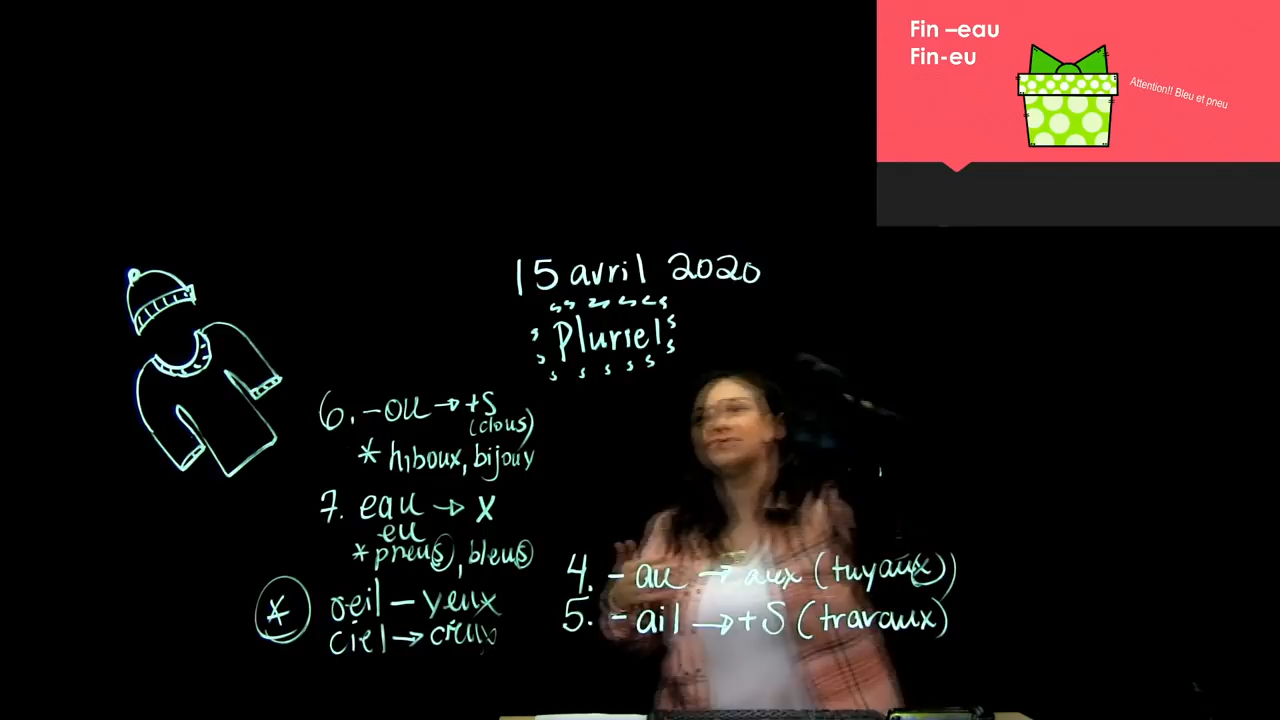 Fin –eau
Fin-eu
Attention!! Bleu et pneu
15 avril 2020
Pluriel
6. -ou → +S
(clous)
* hiboux, bijoux
7. eau → x
eu
* pneus, bleus
* oeil – yeux
ciel → cieux
4. - au → aux (tuyaux)
5. - ail → +S (travaux)